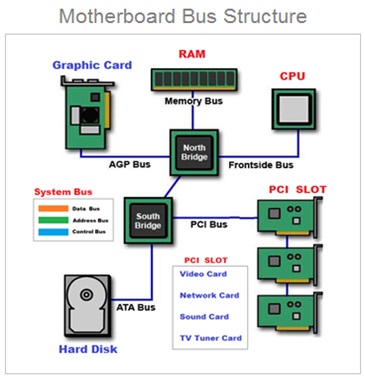 Motherboard Bus Structure
RAM
Graphic Card
CPU
Memory Bus
North
Bridge
AGP Bus
Frontside Bus
System Bus
Data Bus
Address Bus
Control Bus
South
Bridge
PCI SLOT
PCI Bus
PCI SLOT
Video Card
Network Card
Sound Card
TV Tuner Card
ATA Bus
Hard Disk